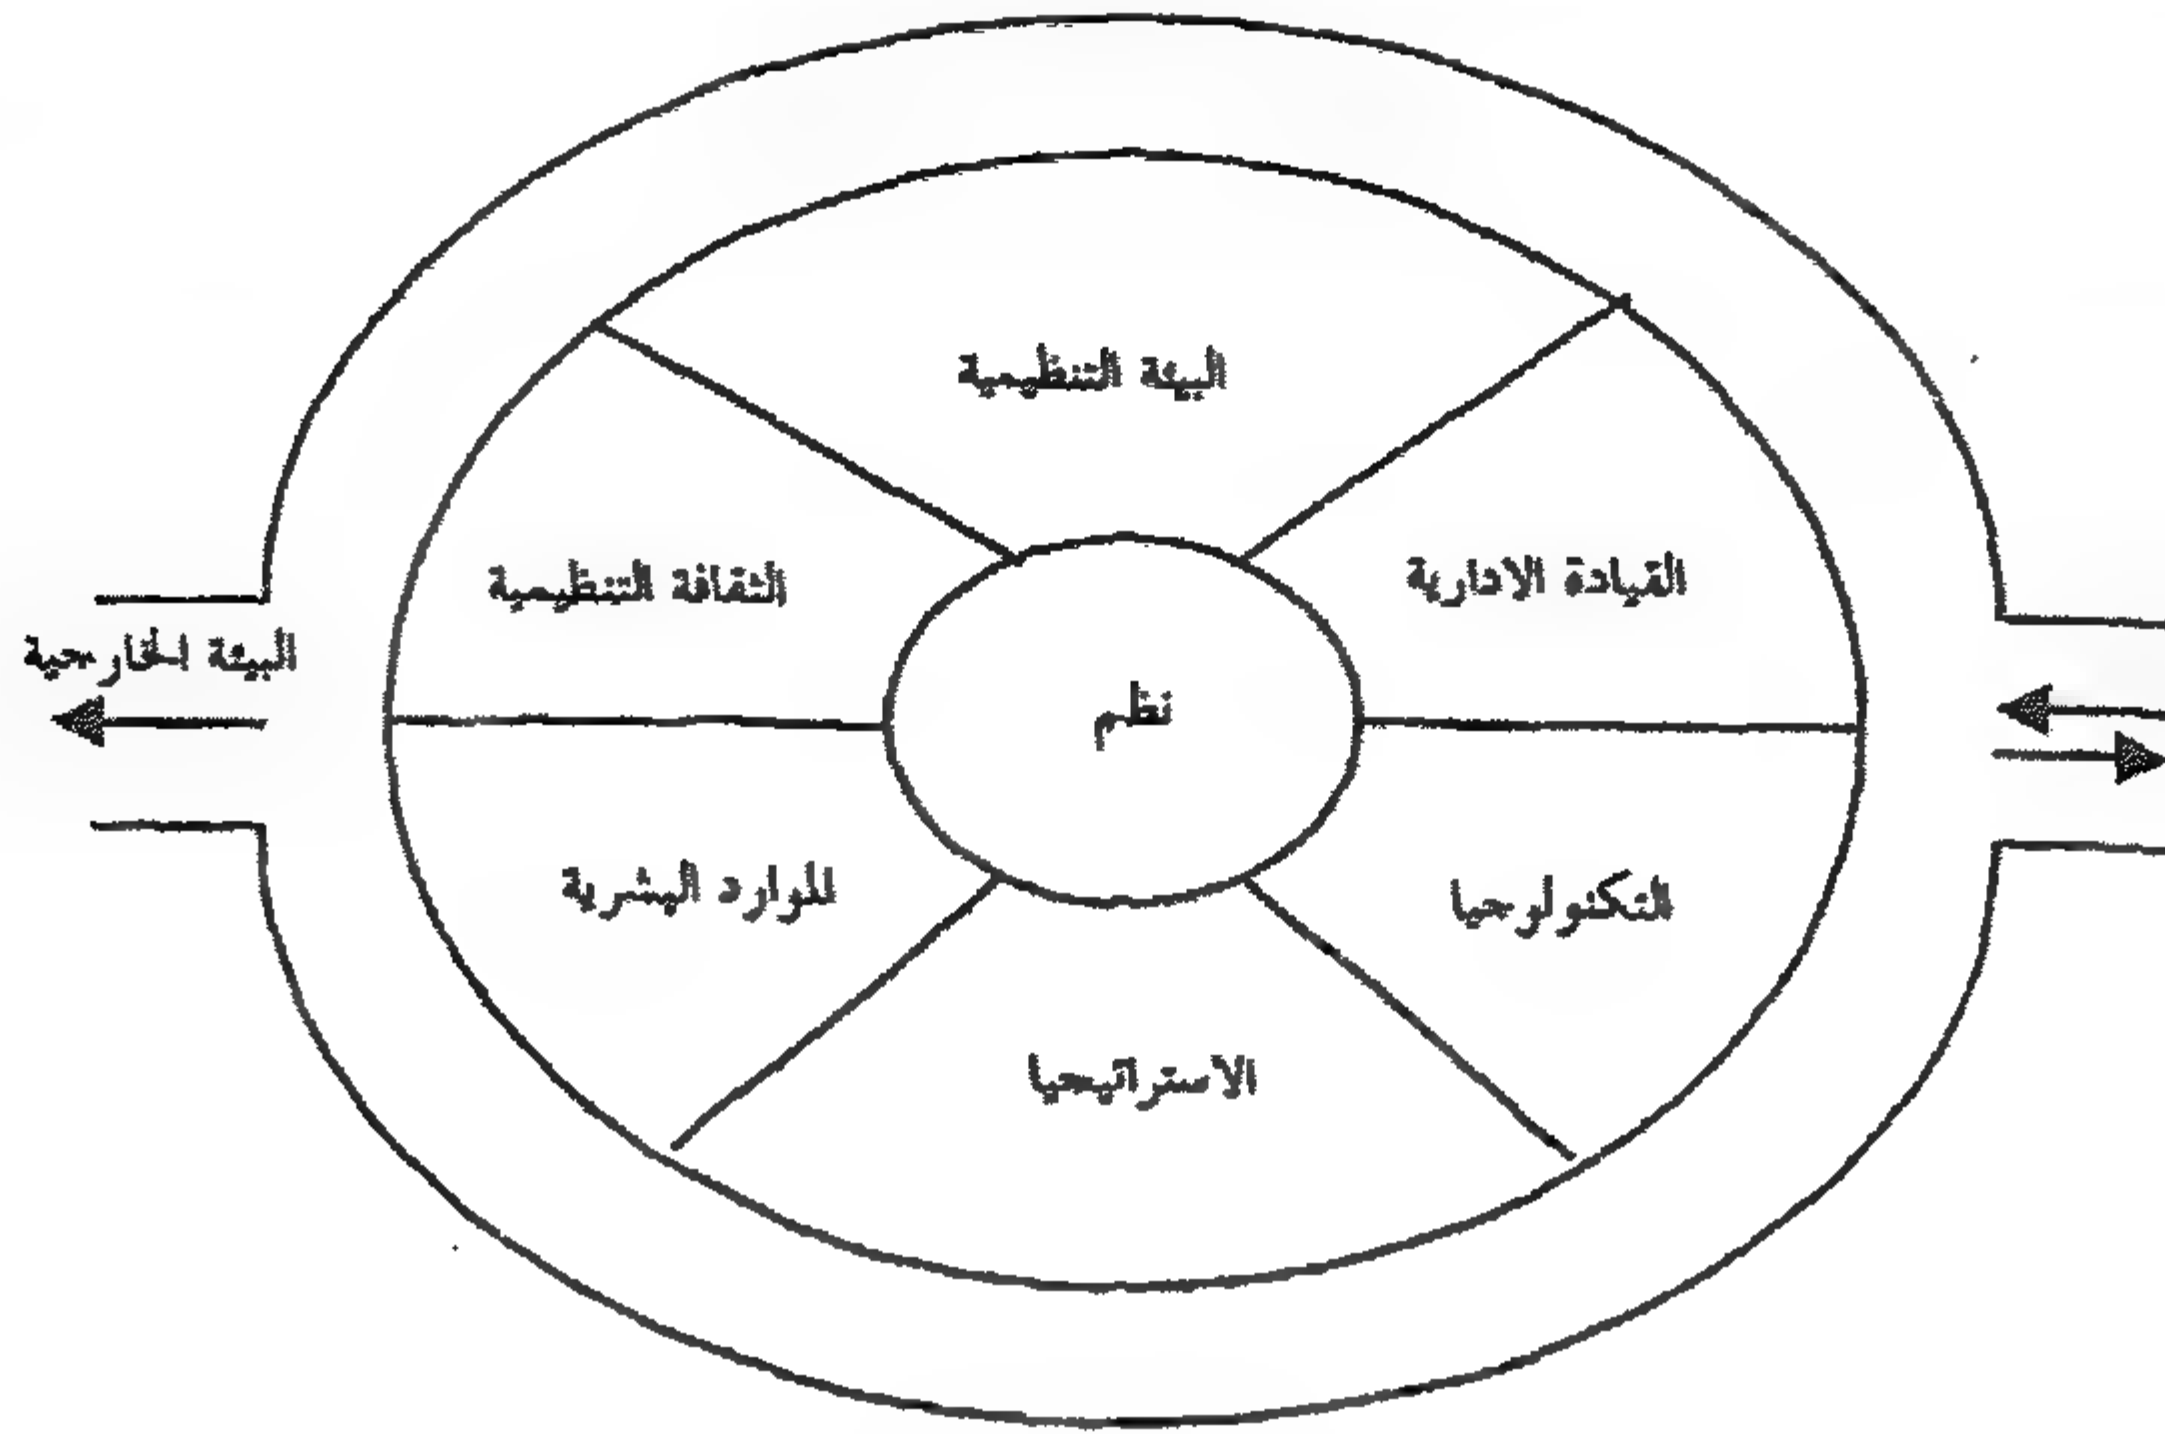 البيئة التنظيمية
القيادة الادارية
الثقافة التنظيمية
البيئة الخارجية
نظم
التكنولوجيا
الموارد البشرية
الاستراتيجيا